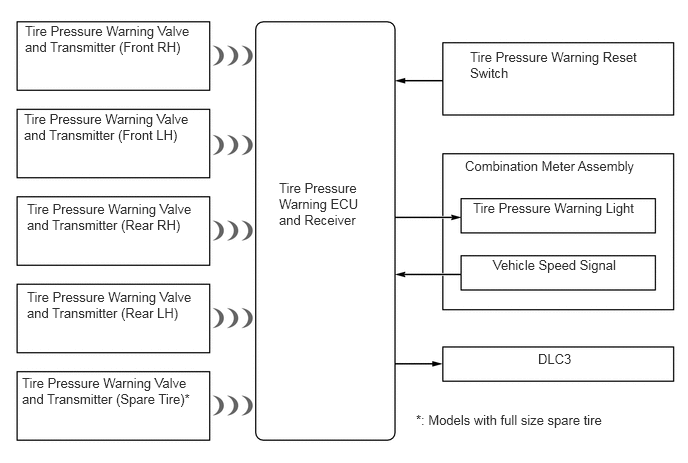 Tire Pressure Warning Valve
and Transmitter (Front RH)
Tire Pressure Warning Valve
and Transmitter (Front LH)
Tire Pressure Warning Valve
and Transmitter (Rear RH)
Tire Pressure Warning Valve
and Transmitter (Rear LH)
Tire Pressure Warning Valve
and Transmitter (Spare Tire)*
Tire Pressure
Warning ECU
and Receiver
Tire Pressure Warning Reset
Switch
Combination Meter Assembly
Tire Pressure Warning Light
Vehicle Speed Signal
DLC3
*: Models with full size spare tire